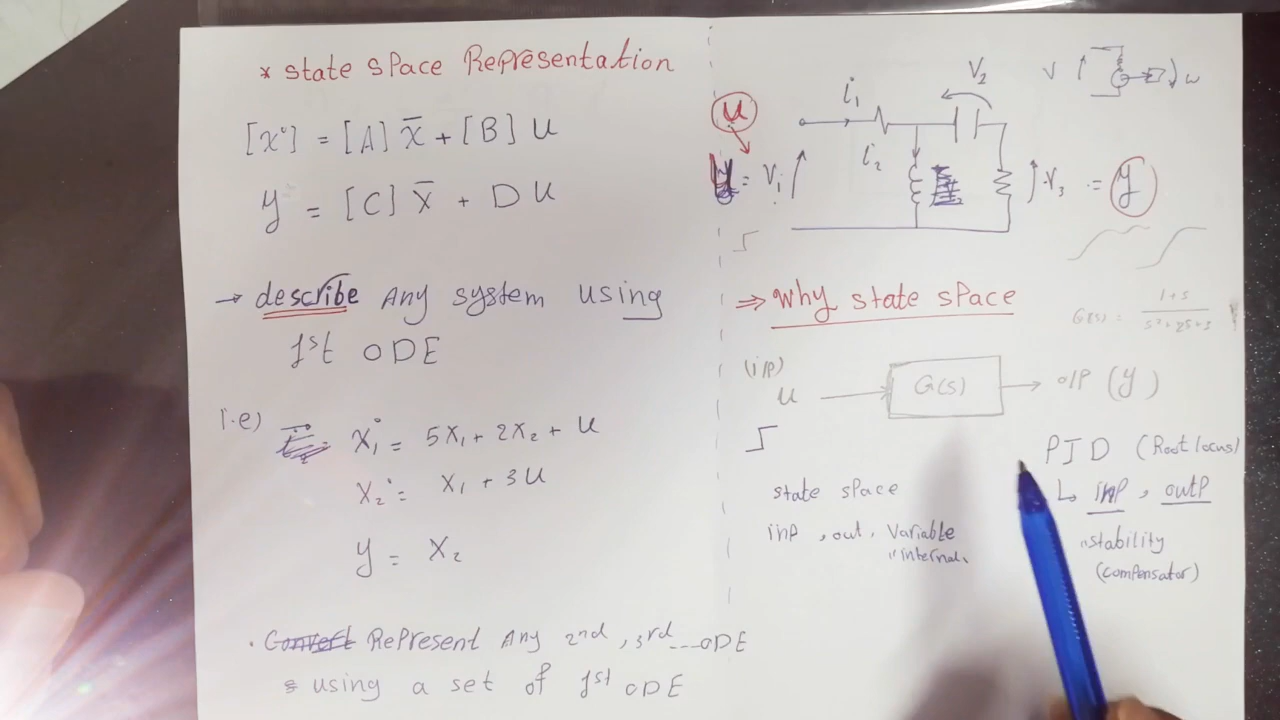 * state space Representation
[x°] = [A] x̄ + [B] u
y = [C] x̄ + D u
→ describe Any system using
1st ODE
i.e)
x₁° = 5x₁ + 2x₂ + u
x₂° = x₁ + 3u
y = x₂
. Convert Represent Any 2nd, 3rd ... ODE
using a set of 1st ODE
u
i₁
V₂
V
ω
i₂
= V₁
V₃ = y
⇒ why state space
G(s) = 1+s / s²+2s+3
(i/p)
u → G(s) → o/p (y)
PID (Root locus)
↳ inp, outp
state space
inp, out, Variable
"internal"
"stability
(compensator)